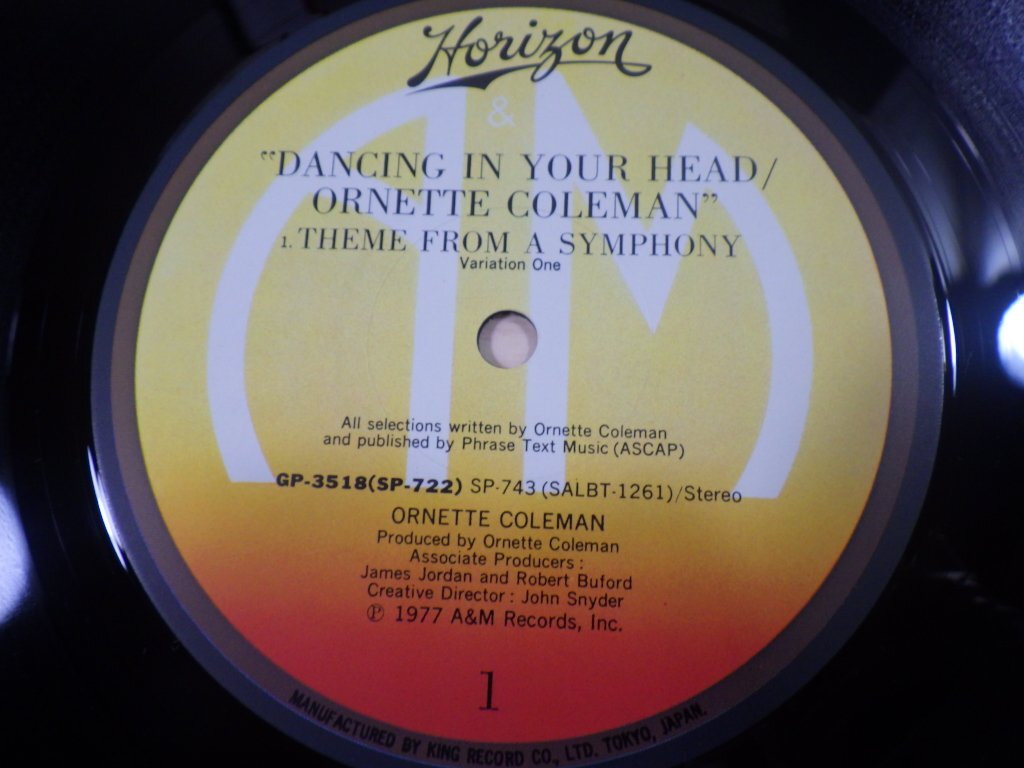 Horizon
&
AM
"DANCING IN YOUR HEAD/
ORNETTE COLEMAN"
1. THEME FROM A SYMPHONY
Variation One
All selections written by Ornette Coleman
and published by Phrase Text Music (ASCAP)
GP-3518(SP-722) SP-743 (SALBT-1261)/Stereo
ORNETTE COLEMAN
Produced by Ornette Coleman
Associate Producers:
James Jordan and Robert Buford
Creative Director: John Snyder
℗ 1977 A&M Records, Inc.
1
MANUFACTURED BY KING RECORD CO., LTD. TOKYO, JAPAN.